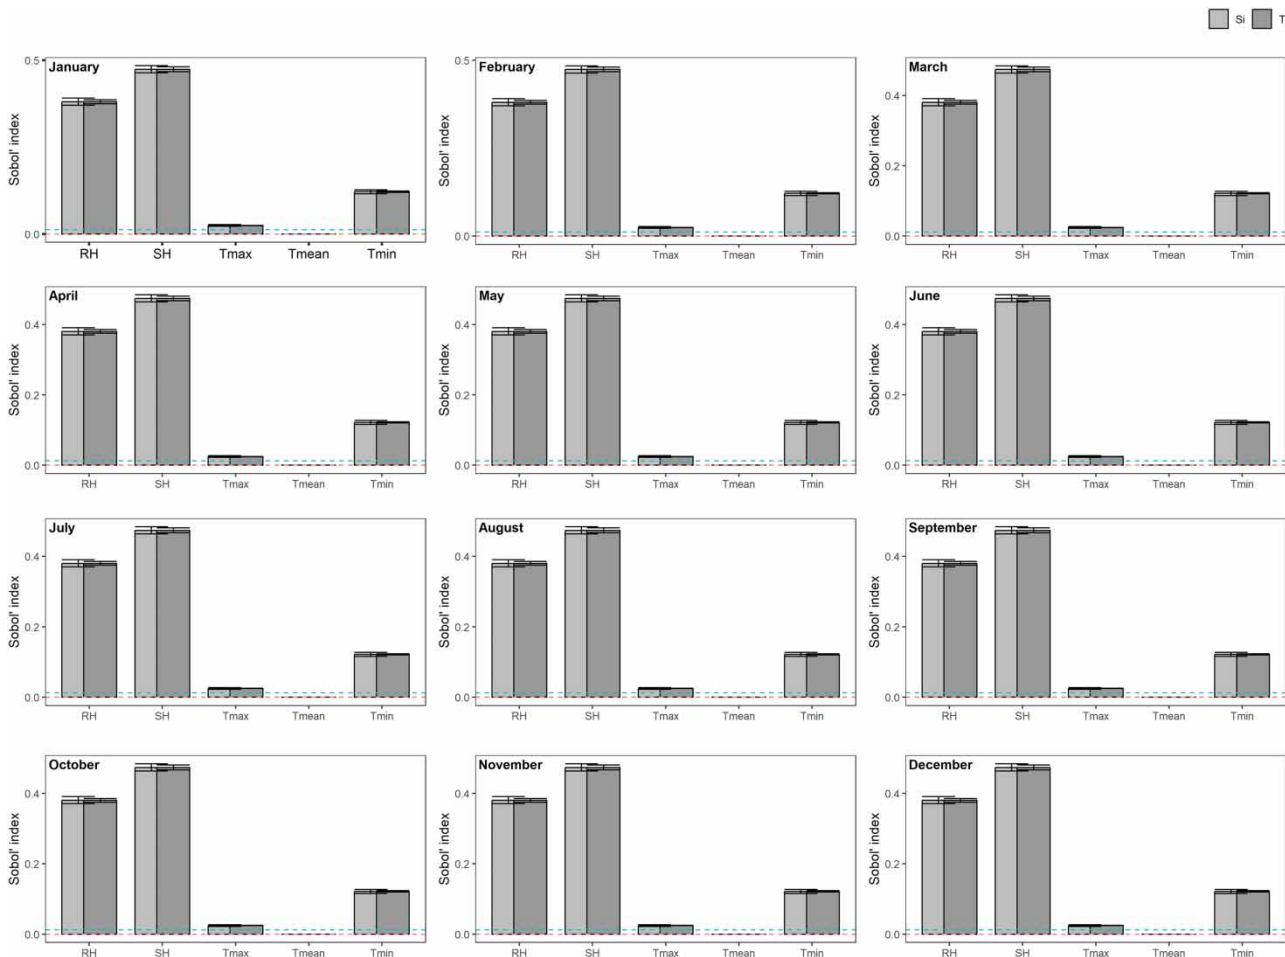 Si T
January February March
Sobol' index Sobol' index Sobol' index
0.5 0.5 0.4
0.2
0.0 0.0 0.0
RH SH Tmax Tmean Tmin RH SH Tmax Tmean Tmin RH SH Tmax Tmean Tmin
April May June
Sobol' index Sobol' index Sobol' index
0.4 0.4 0.4
0.2 0.2 0.2
0.0 0.0 0.0
RH SH Tmax Tmean Tmin RH SH Tmax Tmean Tmin RH SH Tmax Tmean Tmin
July August September
Sobol' index Sobol' index Sobol' index
0.4 0.4 0.4
0.2 0.2 0.2
0.0 0.0 0.0
RH SH Tmax Tmean Tmin RH SH Tmax Tmean Tmin RH SH Tmax Tmean Tmin
October November December
Sobol' index Sobol' index Sobol' index
0.4 0.4 0.4
0.2 0.2 0.2
0.0 0.0 0.0
RH SH Tmax Tmean Tmin RH SH Tmax Tmean Tmin RH SH Tmax Tmean Tmin